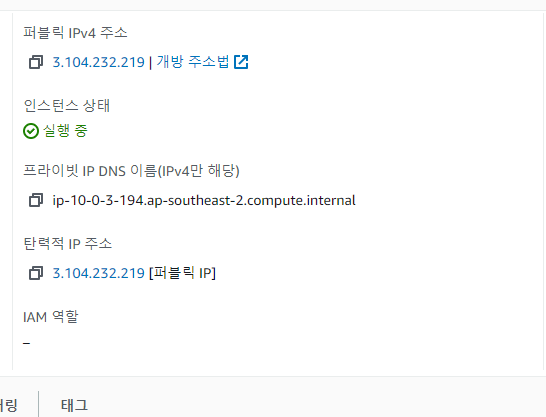 퍼블릭 IPv4 주소
3.104.232.219 | 개방 주소법
인스턴스 상태
실행 중
프라이빗 IP DNS 이름(IPv4만 해당)
ip-10-0-3-194.ap-southeast-2.compute.internal
탄력적 IP 주소
3.104.232.219 [퍼블릭 IP]
IAM 역할
–
링 태그